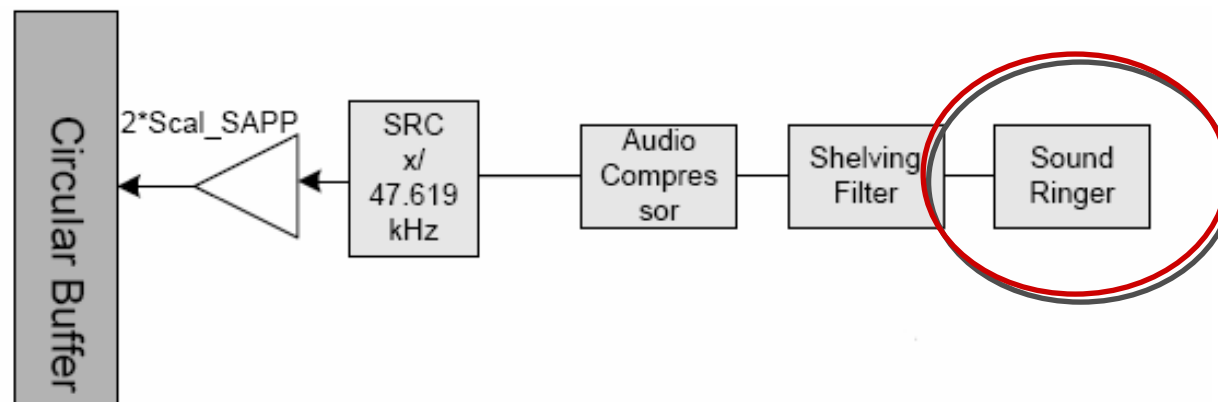 Circular Buffer
2*Scal_SAPP
SRC
x/
47.619
kHz
Audio
Compres
sor
Shelving
Filter
Sound
Ringer